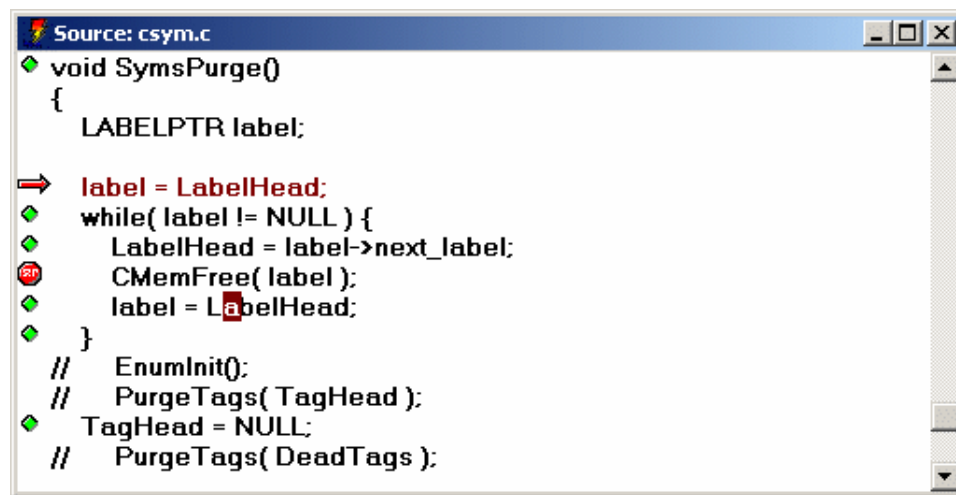 Source: csym.c
void SymsPurge()
{
LABELPTR label;
label = LabelHead;
while( label != NULL ) {
LabelHead = label->next_label;
CMemFree( label );
label = LabelHead;
}
// EnumInit();
// PurgeTags( TagHead );
TagHead = NULL;
// PurgeTags( DeadTags );